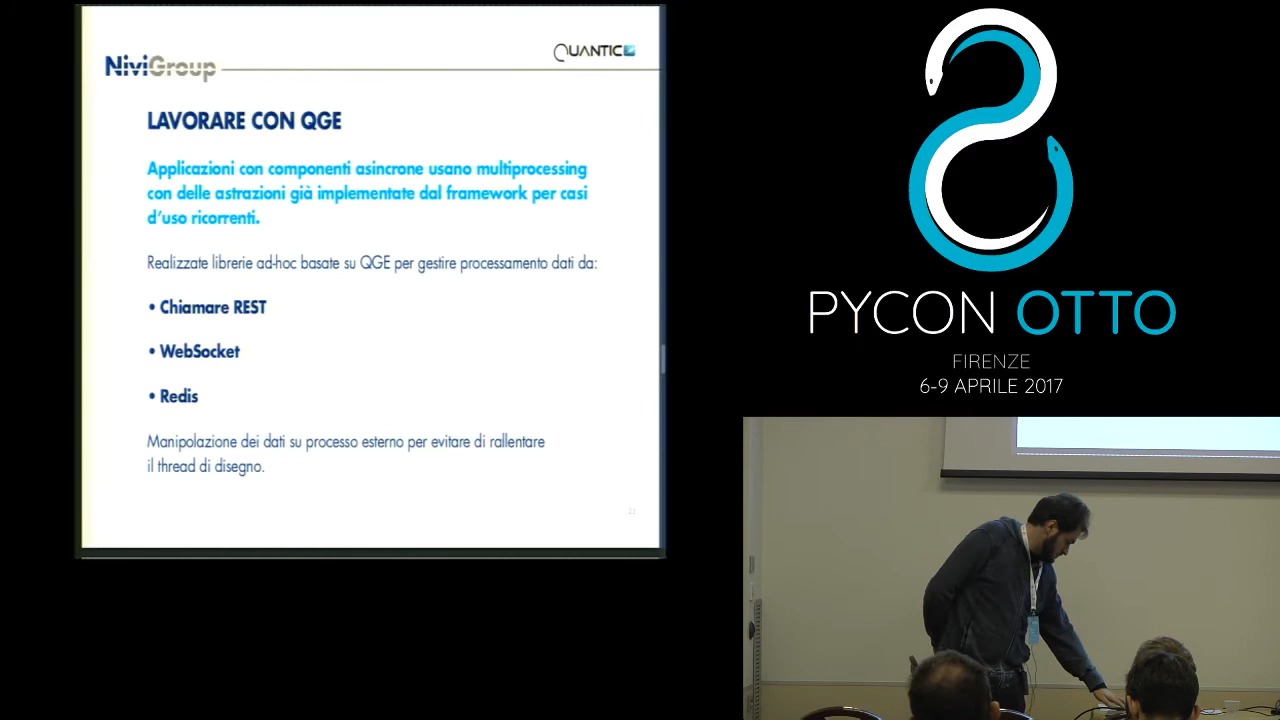 NiviGroup
QUANTIC
LAVORARE CON QGE
Applicazioni con componenti asincrone usano multiprocessing
con delle astrazioni già implementate dal framework per casi
d'uso ricorrenti.
Realizzate librerie ad-hoc basate su QGE per gestire processamento dati da:
• Chiamare REST
• WebSocket
• Redis
Manipolazione dei dati su processo esterno per evitare di rallentare
il thread di disegno.
PYCON OTTO
FIRENZE
6-9 APRILE 2017